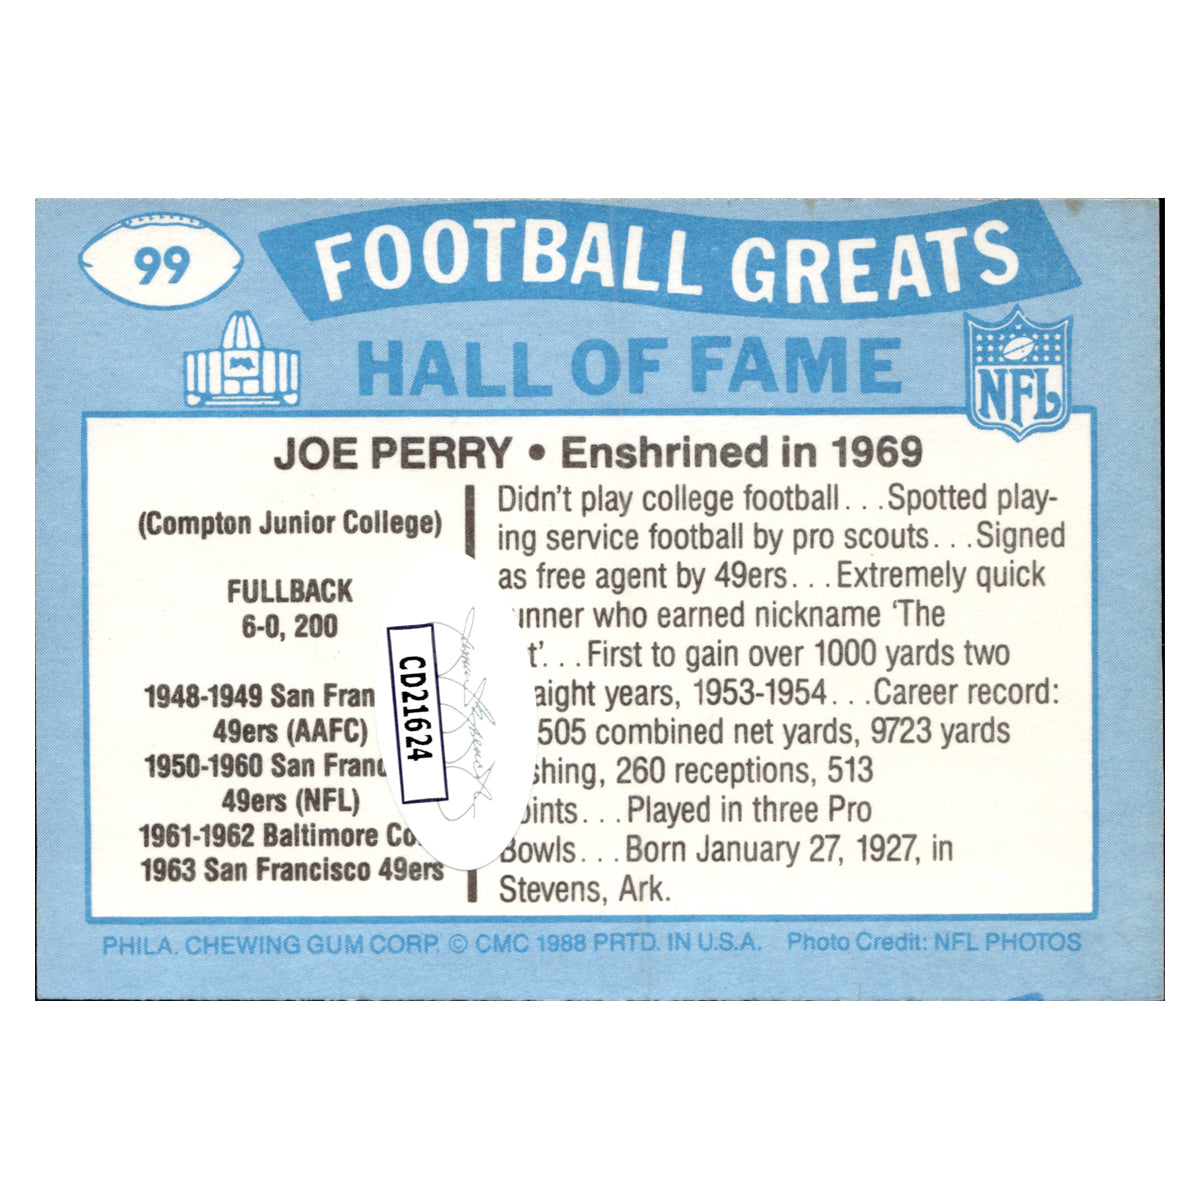 99
FOOTBALL GREATS
HALL OF FAME
NFL
JOE PERRY • Enshrined in 1969
(Compton Junior College)
FULLBACK
6-0, 200
1948-1949 San Fran
49ers (AAFC)
1950-1960 San Franc
49ers (NFL)
1961-1962 Baltimore Co
1963 San Francisco 49ers
CD21624
Didn't play college football. . .Spotted play-
ing service football by pro scouts. . .Signed
as free agent by 49ers. . .Extremely quick
unner who earned nickname 'The
t'. . .First to gain over 1000 yards two
aight years, 1953-1954. . .Career record:
505 combined net yards, 9723 yards
shing, 260 receptions, 513
oints. . .Played in three Pro
Bowls. . .Born January 27, 1927, in
Stevens, Ark.
PHILA. CHEWING GUM CORP. © CMC 1988 PRTD. IN U.S.A. Photo Credit: NFL PHOTOS